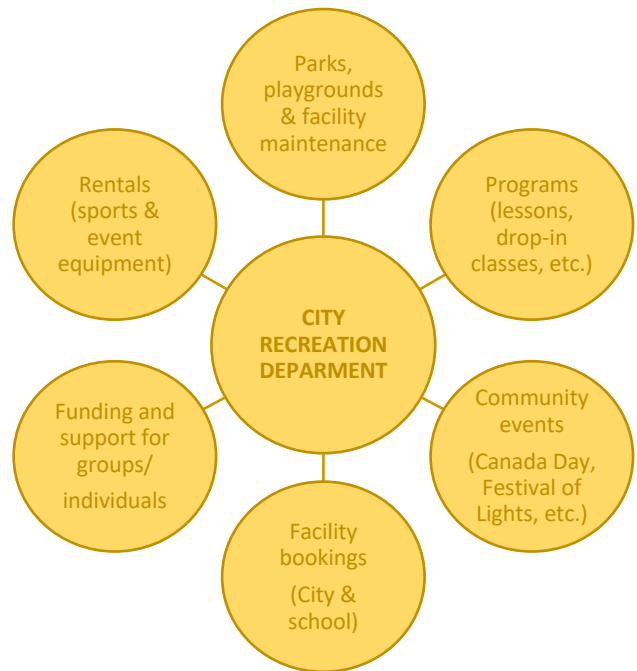 Parks,
playgrounds
& facility
maintenance
Rentals
(sports &
event
equipment)
Programs
(lessons,
drop-in
classes, etc.)
CITY
RECREATION
DEPARMENT
Funding and
support for
groups/
individuals
Community
events
(Canada Day,
Festival of
Lights, etc.)
Facility
bookings
(City &
school)